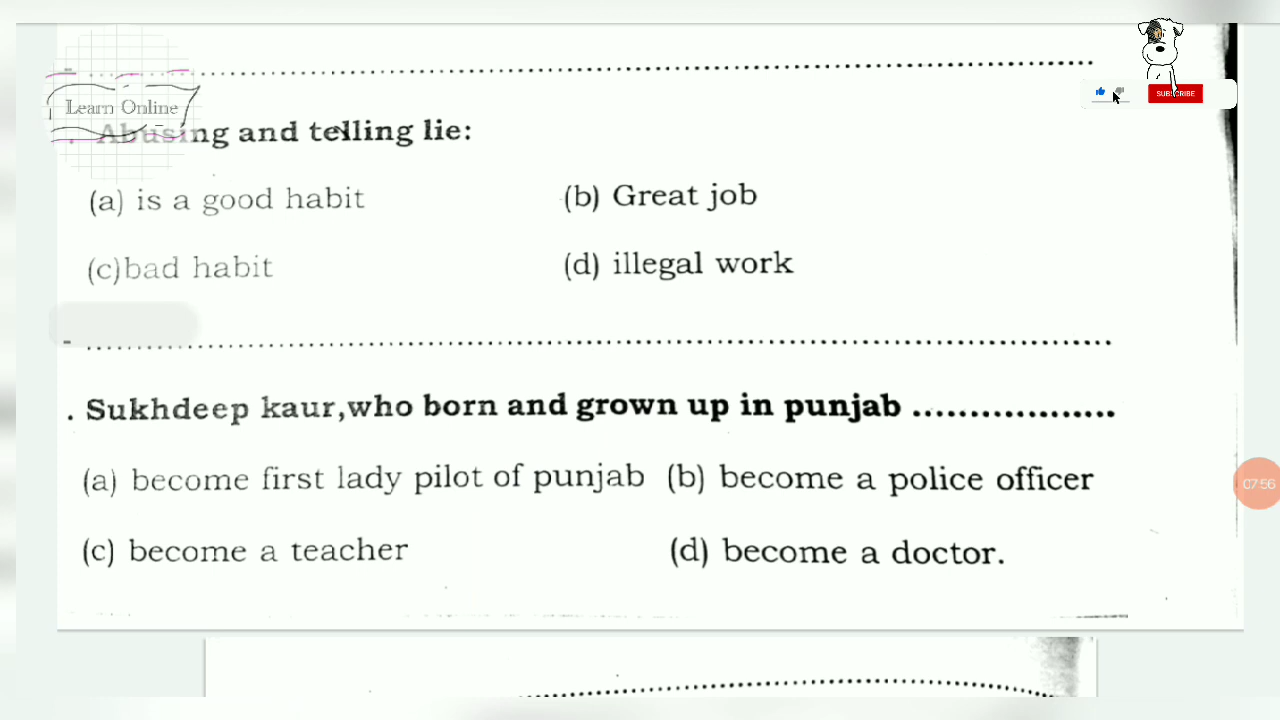 Learn Online
SUBSCRIBE
. Abusing and telling lie:
(a) is a good habit (b) Great job
(c)bad habit (d) illegal work
. Sukhdeep kaur,who born and grown up in punjab ..................
(a) become first lady pilot of punjab (b) become a police officer
(c) become a teacher (d) become a doctor.
07:56